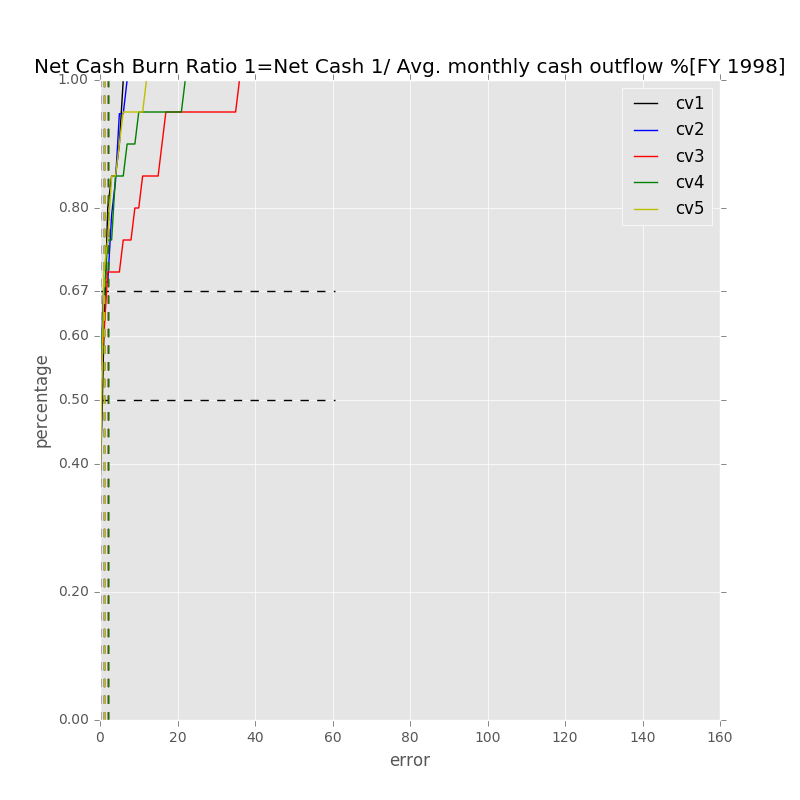 Net Cash Burn Ratio 1=Net Cash 1/ Avg. monthly cash outflow %[FY 1998]
1.00
0.80
0.67
0.60
0.50
0.40
0.20
0.00
percentage
cv1
cv2
cv3
cv4
cv5
0 20 40 60 80 100 120 140 160
error